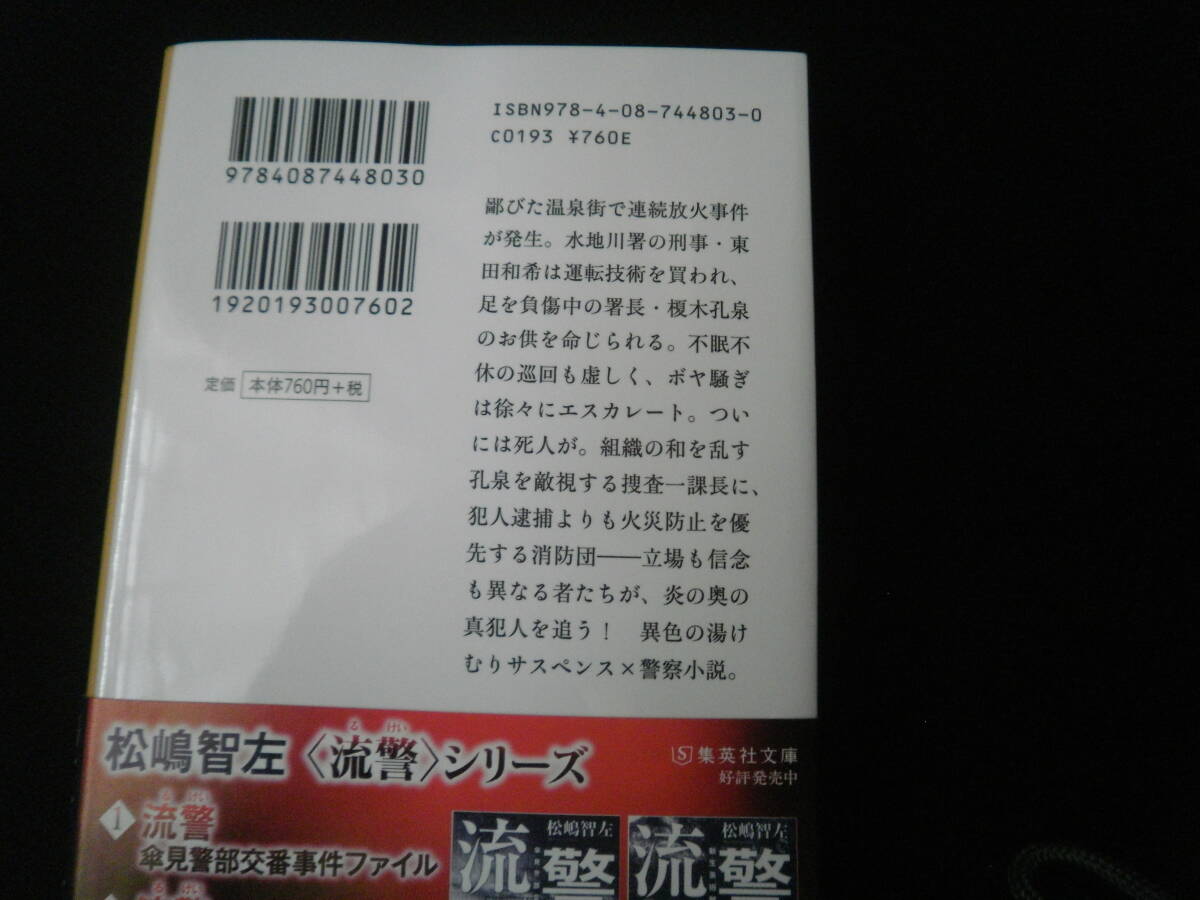 ISBN978-4-08-744803-0
C0193 ¥760E
9784087448030
1920193007602
定価 本体760円+税
鄙びた温泉街で連続放火事件
が発生。水地川署の刑事・東
田和希は運転技術を買われ、
足を負傷中の署長・榎木孔泉
のお供を命じられる。不眠不
休の巡回も虚しく、ボヤ騒ぎ
は徐々にエスカレート。つい
には死人が。組織の和を乱す
孔泉を敵視する捜査一課長に、
犯人逮捕よりも火災防止を優
先する消防団――立場も信念
も異なる者たちが、炎の奥の
真犯人を追う! 異色の湯け
むりサスペンス×警察小説。
る けい
松嶋智左〈流警〉シリーズ
S 集英社文庫
好評発売中
る けい
1 流警
傘見警部交番事件ファイル
る けい
流 松嶋智左
警
流 松嶋智左
警